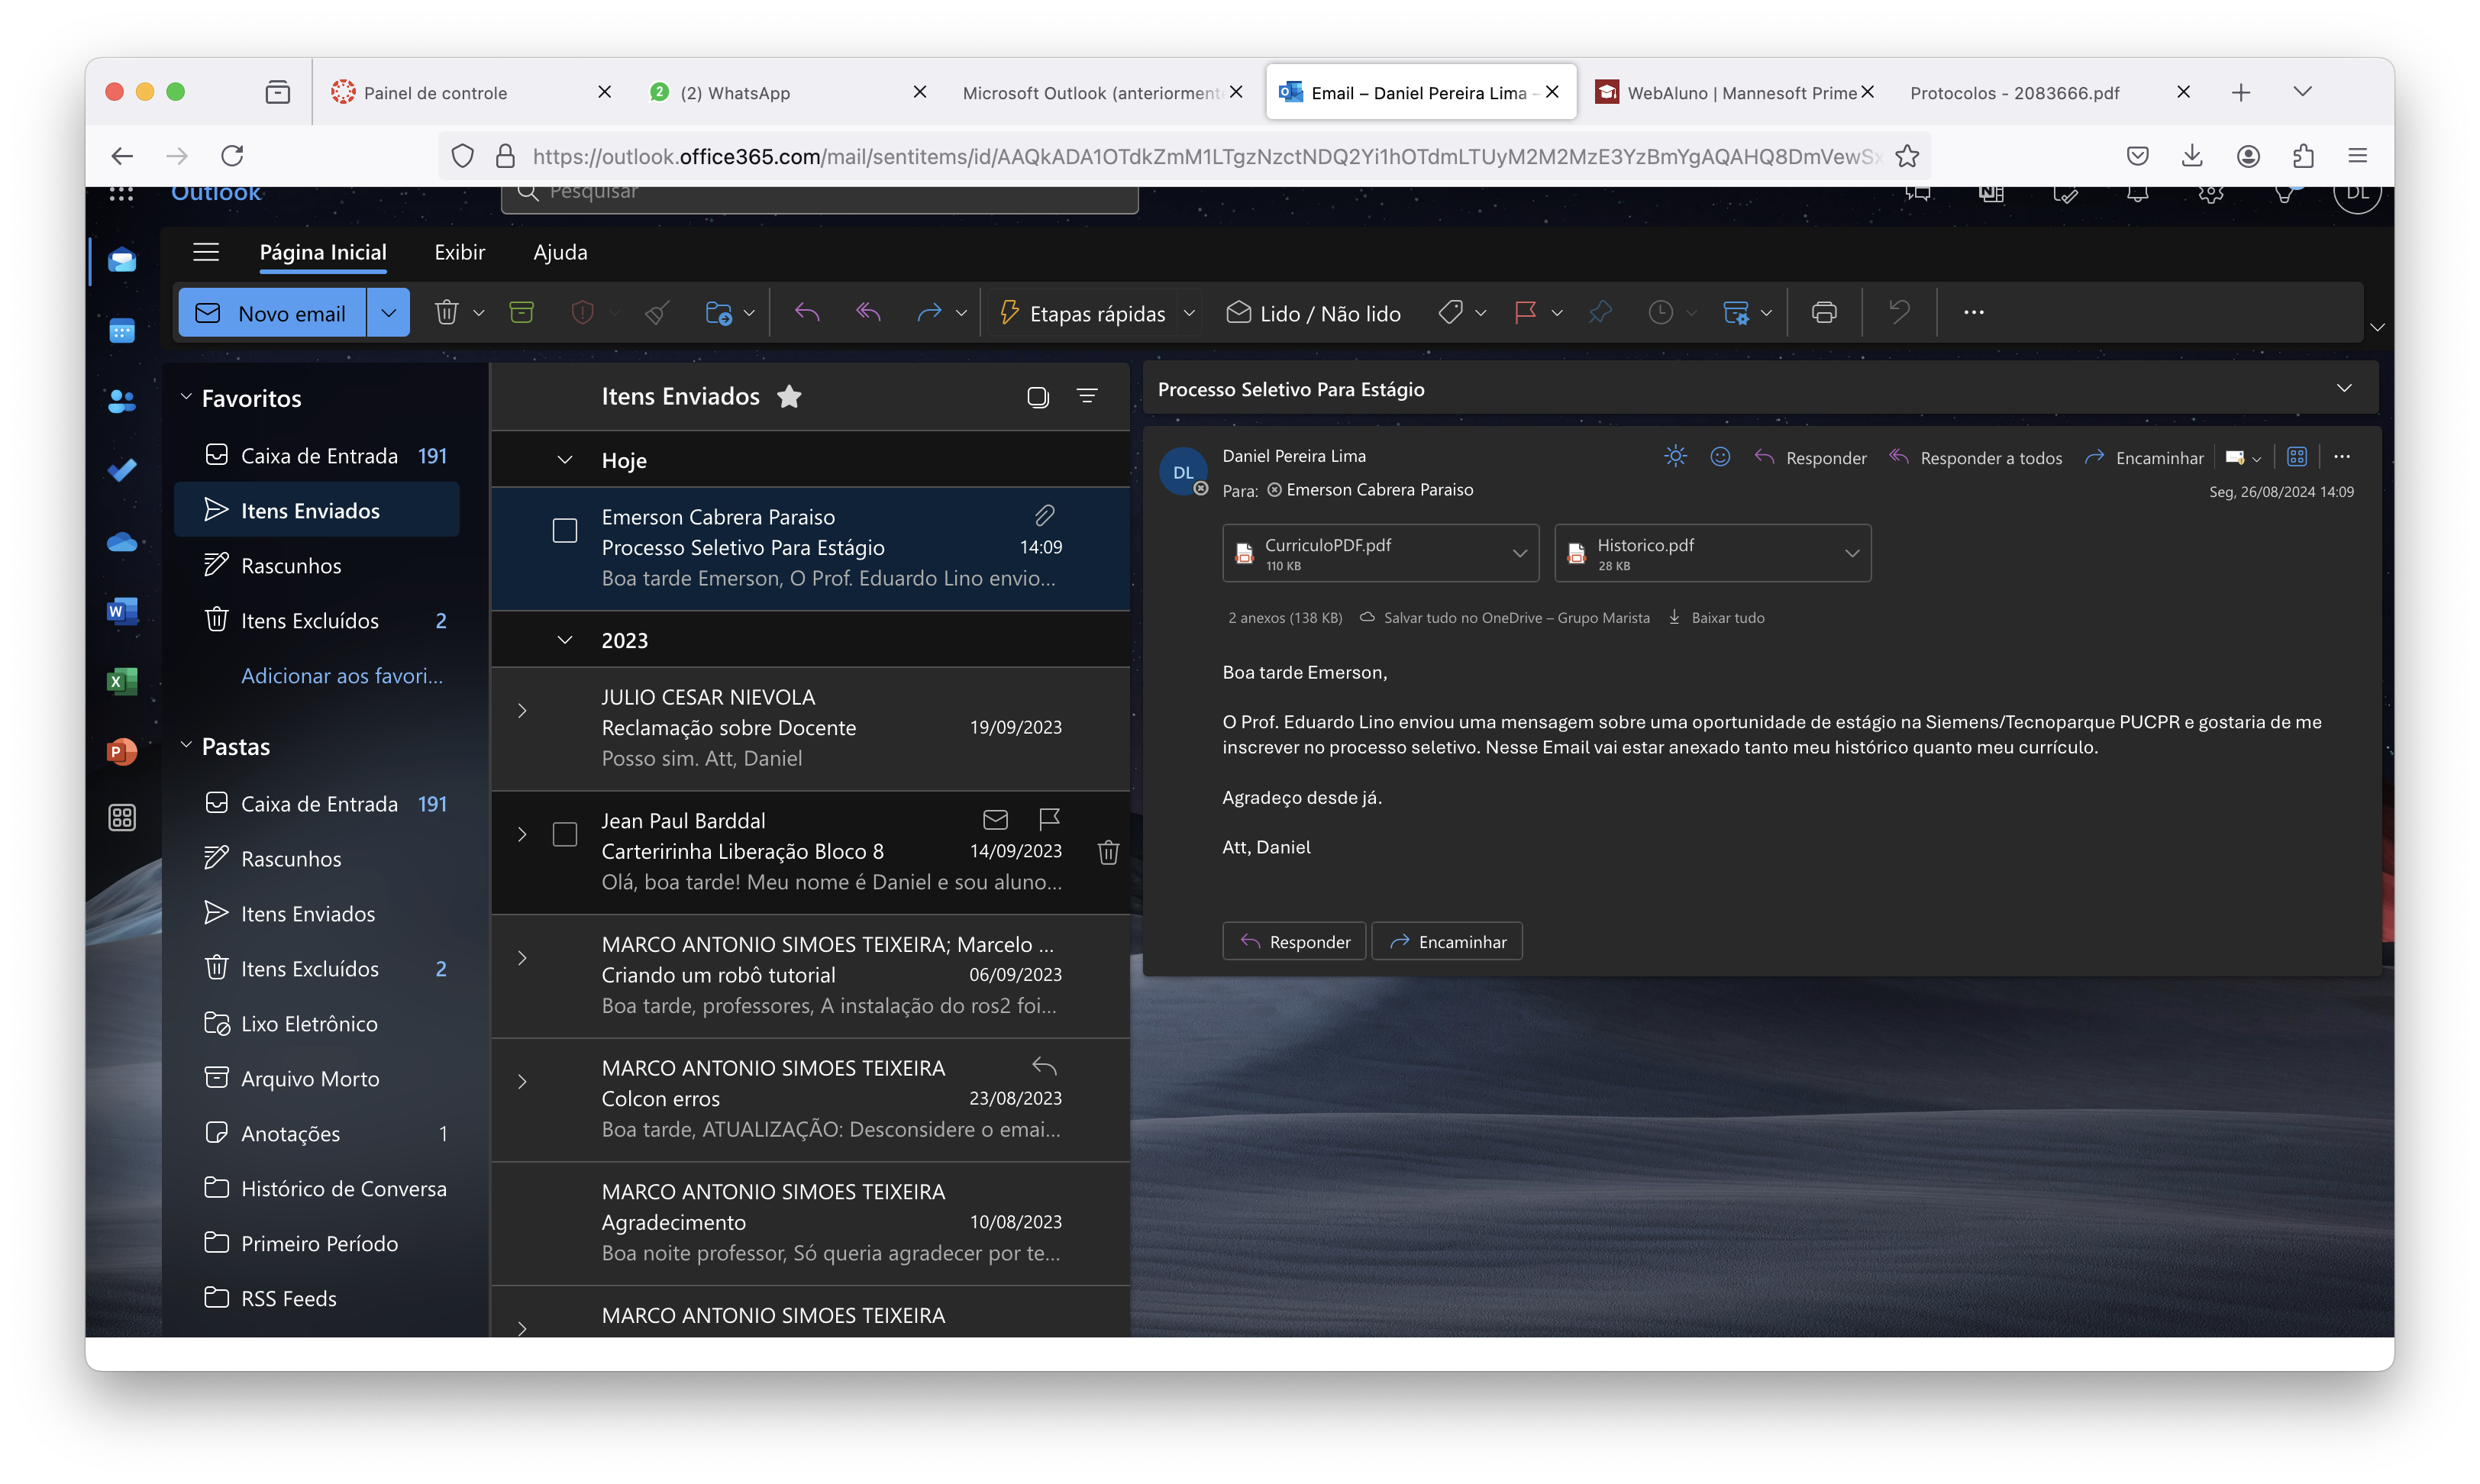 Painel de controle
2
(2) WhatsApp
Microsoft Outlook (anteriorment
Email – Daniel Pereira Lima –
WebAluno | Mannesoft Prime
Protocolos - 2083666.pdf
Outlook
Pesquisar
DL
Página Inicial
Exibir
Ajuda
Novo email
Etapas rápidas
Lido / Não lido
Favoritos
Caixa de Entrada 191
Itens Enviados
Rascunhos
Itens Excluídos 2
Adicionar aos favori...
Pastas
Caixa de Entrada 191
Rascunhos
Itens Enviados
Itens Excluídos 2
Lixo Eletrônico
Arquivo Morto
Anotações 1
Histórico de Conversa
Primeiro Período
RSS Feeds
Itens Enviados
Hoje
Emerson Cabrera Paraiso
Processo Seletivo Para Estágio 14:09
Boa tarde Emerson, O Prof. Eduardo Lino envio...
2023
JULIO CESAR NIEVOLA
Reclamação sobre Docente 19/09/2023
Posso sim. Att, Daniel
Jean Paul Barddal
Carteririnha Liberação Bloco 8 14/09/2023
Olá, boa tarde! Meu nome é Daniel e sou aluno...
MARCO ANTONIO SIMOES TEIXEIRA; Marcelo ...
Criando um robô tutorial 06/09/2023
Boa tarde, professores, A instalação do ros2 foi...
MARCO ANTONIO SIMOES TEIXEIRA
Colcon erros 23/08/2023
Boa tarde, ATUALIZAÇÃO: Desconsidere o emai...
MARCO ANTONIO SIMOES TEIXEIRA
Agradecimento 10/08/2023
Boa noite professor, Só queria agradecer por te...
MARCO ANTONIO SIMOES TEIXEIRA
Processo Seletivo Para Estágio
DL
Daniel Pereira Lima
Responder
Responder a todos
Encaminhar
Para: Emerson Cabrera Paraiso
Seg, 26/08/2024 14:09
CurriculoPDF.pdf
110 KB
Historico.pdf
28 KB
2 anexos (138 KB) Salvar tudo no OneDrive – Grupo Marista Baixar tudo
Boa tarde Emerson,
O Prof. Eduardo Lino enviou uma mensagem sobre uma oportunidade de estágio na Siemens/Tecnoparque PUCPR e gostaria de me
inscrever no processo seletivo. Nesse Email vai estar anexado tanto meu histórico quanto meu currículo.
Agradeço desde já.
Att, Daniel
Responder
Encaminhar